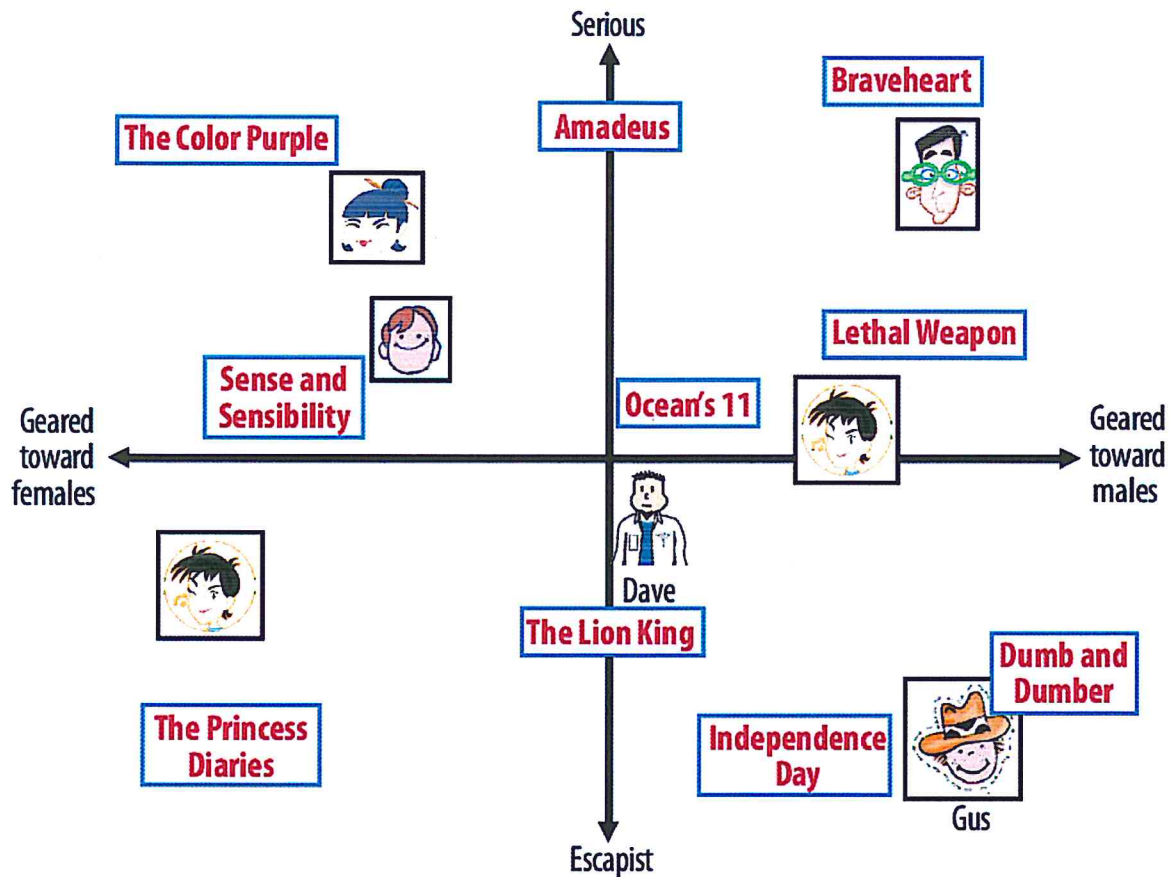 Serious
Braveheart
Amadeus
The Color Purple
Lethal Weapon
Sense and
Sensibility
Ocean's 11
Geared
toward
females
Geared
toward
males
Dave
The Lion King
Dumb and
Dumber
The Princess
Diaries
Independence
Day
Gus
Escapist